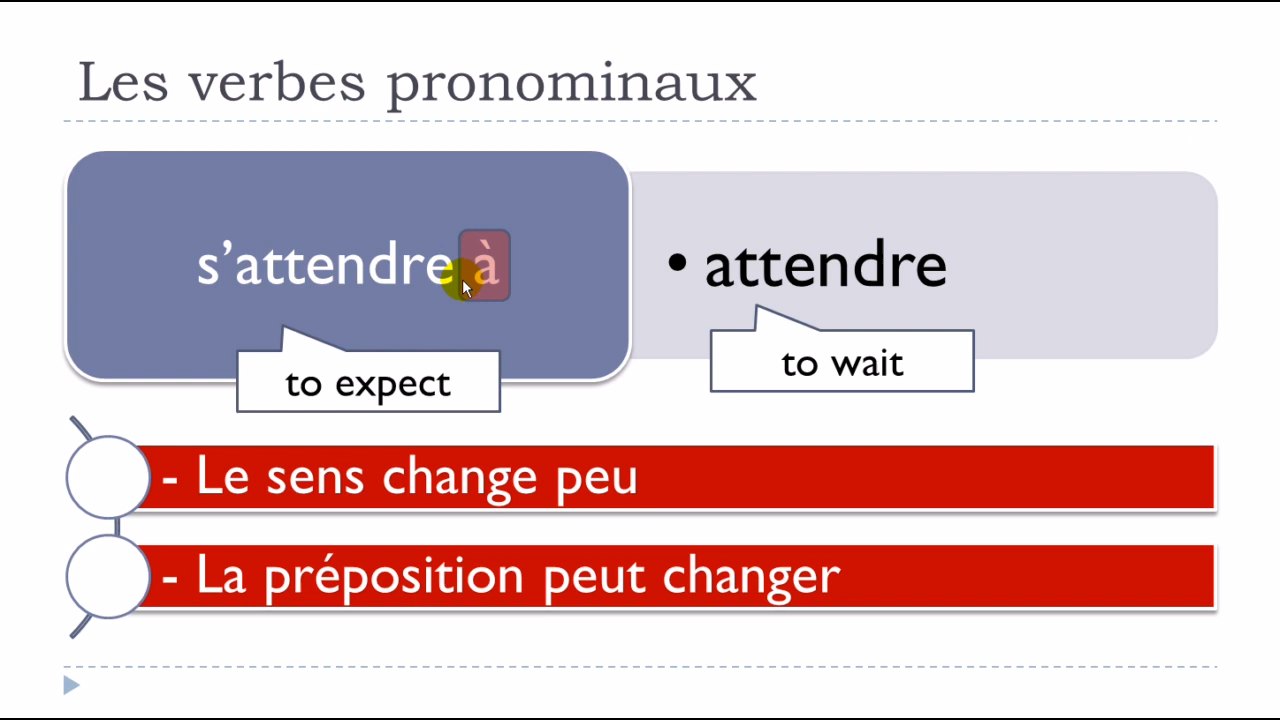 Les verbes pronominaux
s’attendre à
• attendre
to expect
to wait
- Le sens change peu
- La préposition peut changer